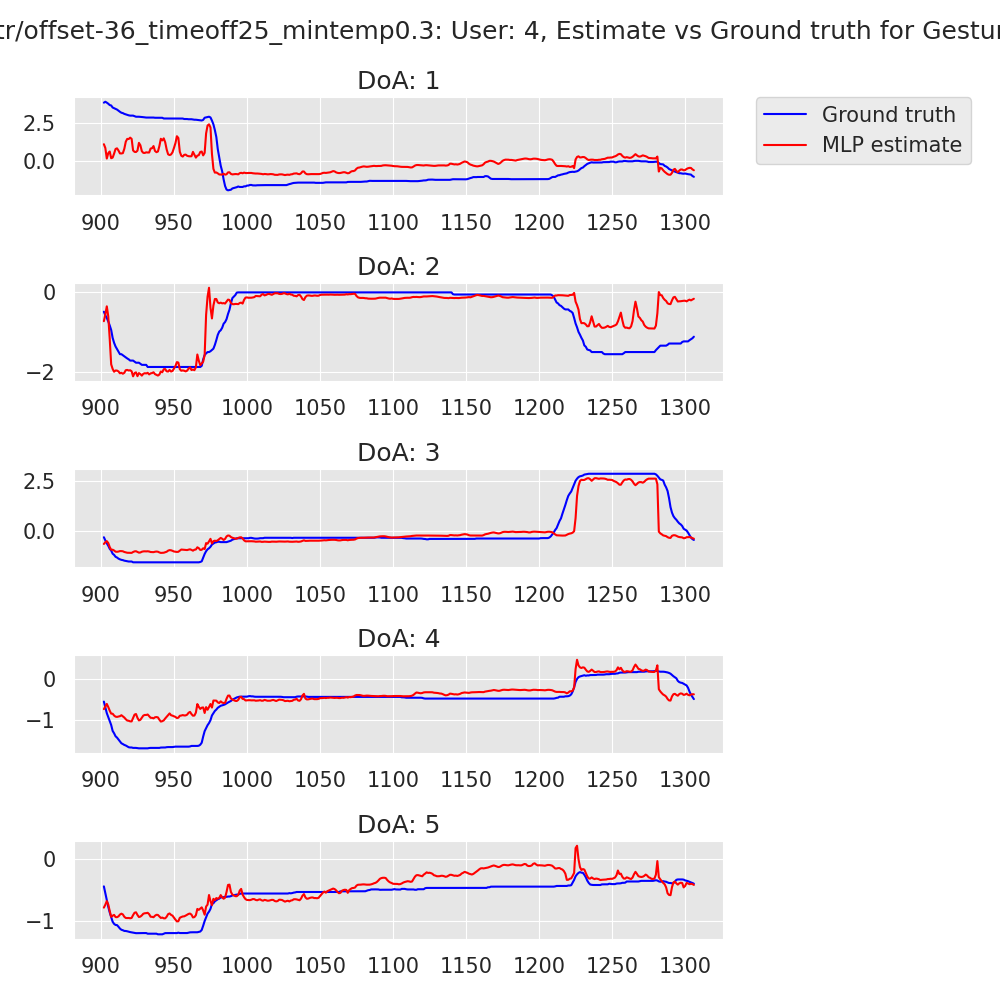 tr/offset-36_timeoff25_mintemp0.3: User: 4, Estimate vs Ground truth for Gestur
DoA: 1
Ground truth
MLP estimate
2.5
0.0
900 950 1000 1050 1100 1150 1200 1250 1300
DoA: 2
0
−2
900 950 1000 1050 1100 1150 1200 1250 1300
DoA: 3
2.5
0.0
900 950 1000 1050 1100 1150 1200 1250 1300
DoA: 4
0
−1
900 950 1000 1050 1100 1150 1200 1250 1300
DoA: 5
0
−1
900 950 1000 1050 1100 1150 1200 1250 1300